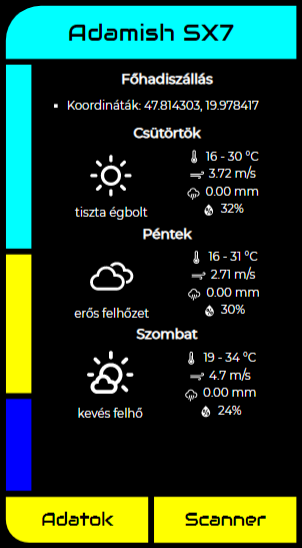 Adamish SX7
Főhadiszállás
Koordináták: 47.814303, 19.978417
Csütörtök
16 - 30 °C
3.72 m/s
0.00 mm
32%
tiszta égbolt
Péntek
16 - 31 °C
2.71 m/s
0.00 mm
30%
erős felhőzet
Szombat
19 - 34 °C
4.7 m/s
0.00 mm
24%
kevés felhő
Adatok
Scanner